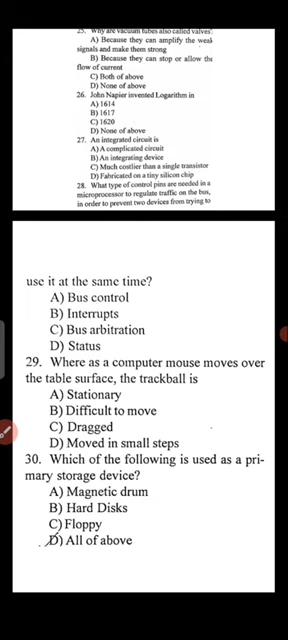 25. Why are vacuum tubes also called valves?
A) Because they can amplify the weak
signals and make them strong
B) Because they can stop or allow the
flow of current
C) Both of above
D) None of above
26. John Napier invented Logarithm in
A) 1614
B) 1617
C) 1620
D) None of above
27. An integrated circuit is
A) A complicated circuit
B) An integrating device
C) Much costlier than a single transistor
D) Fabricated on a tiny silicon chip
28. What type of control pins are needed in a
microprocessor to regulate traffic on the bus,
in order to prevent two devices from trying to
use it at the same time?
A) Bus control
B) Interrupts
C) Bus arbitration
D) Status
29. Where as a computer mouse moves over
the table surface, the trackball is
A) Stationary
B) Difficult to move
C) Dragged
D) Moved in small steps
30. Which of the following is used as a pri-
mary storage device?
A) Magnetic drum
B) Hard Disks
C) Floppy
D) All of above